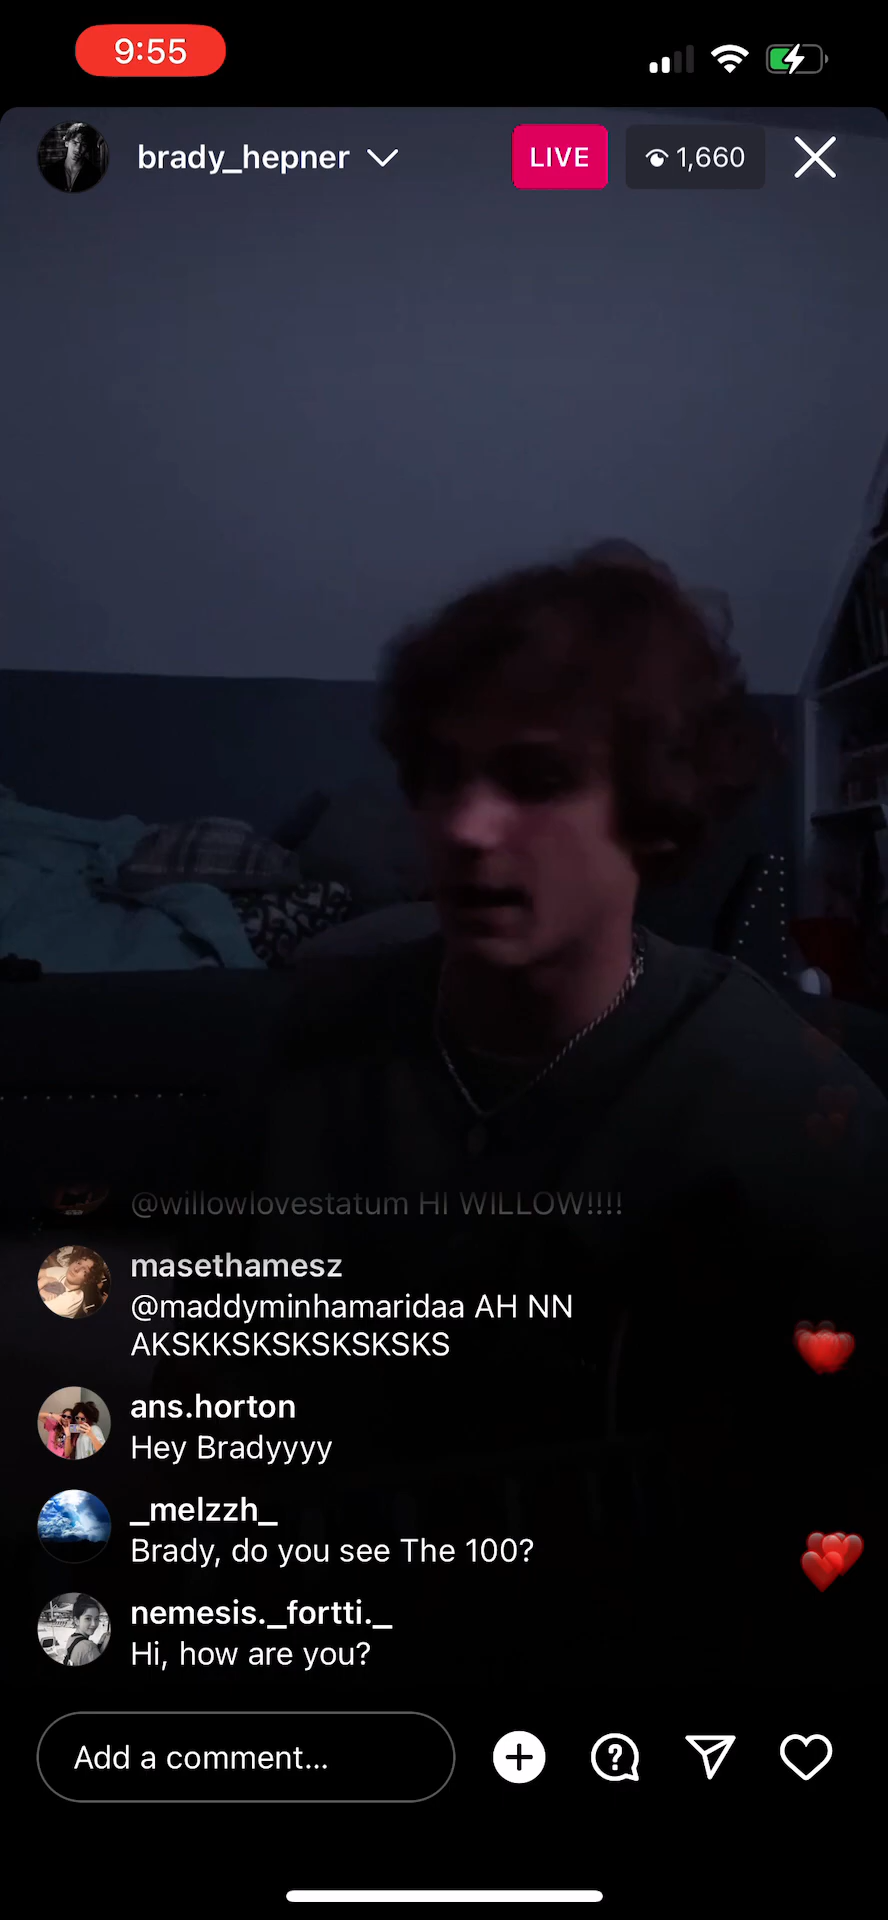 9:55
brady_hepner
LIVE
1,660
@willowlovestatum HI WILLOW!!!!
masethamesz
@maddyminhamaridaa AH NN
AKSKKSKSKSKSKSKS
ans.horton
Hey Bradyyyy
_melzzh_
Brady, do you see The 100?
nemesis._fortti._
Hi, how are you?
Add a comment...